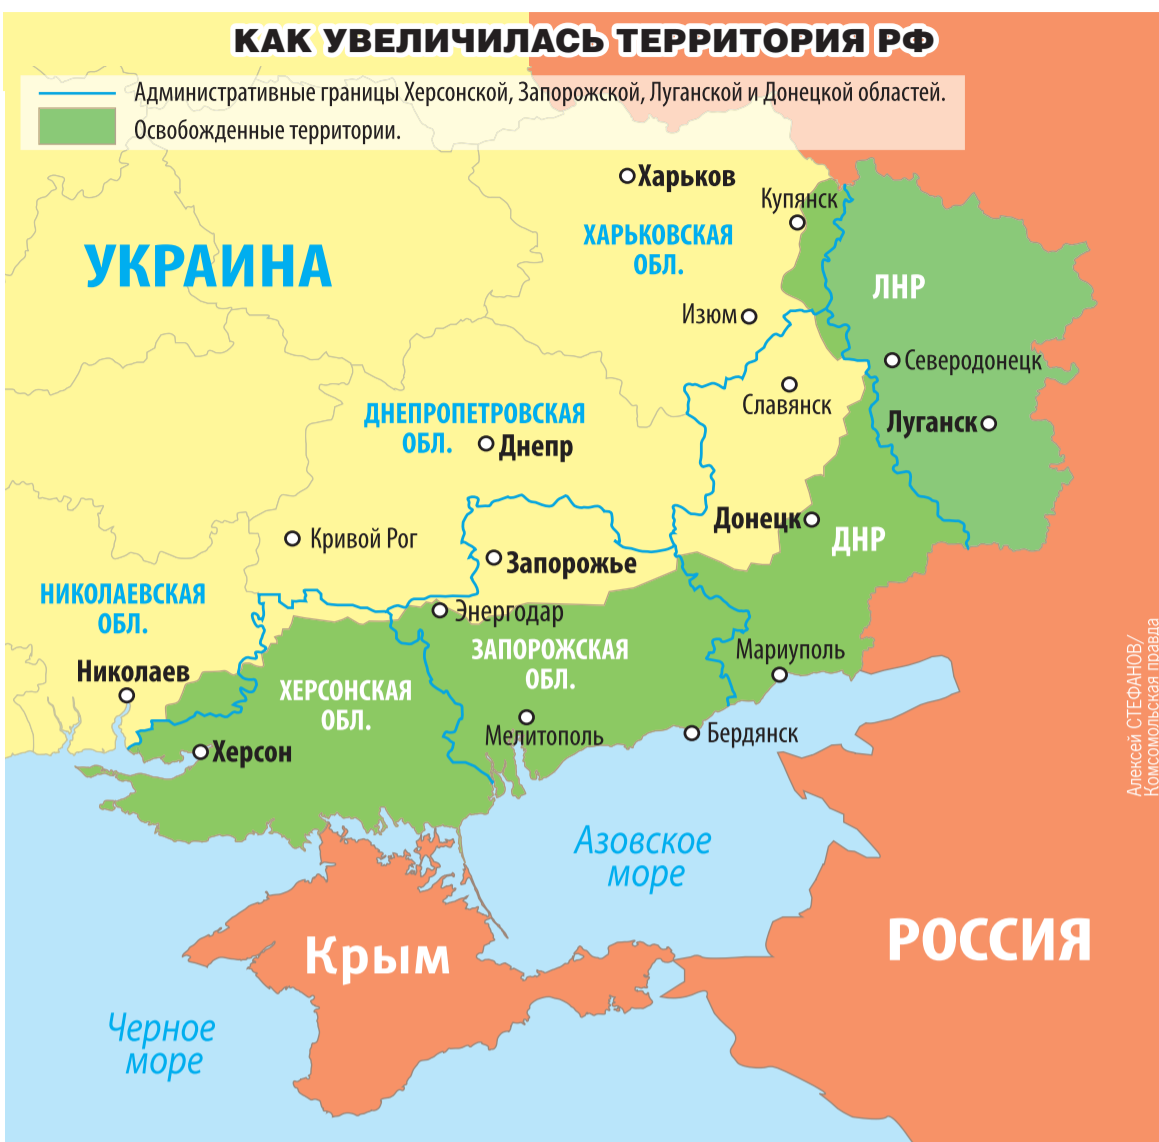 КАК УВЕЛИЧИЛАСЬ ТЕРРИТОРИЯ РФ
Административные границы Херсонской, Запорожской, Луганской и Донецкой областей.
Освобожденные территории.
Харьков
Купянск
ХАРЬКОВСКАЯ
ОБЛ.
УКРАИНА
ЛНР
Изюм
Северодонецк
Славянск
ДНЕПРОПЕТРОВСКАЯ
ОБЛ.
Днепр
Луганск
Донецк
ДНР
Кривой Рог
Запорожье
НИКОЛАЕВСКАЯ
ОБЛ.
Энергодар
ЗАПОРОЖСКАЯ
ОБЛ.
Мариуполь
Николаев
ХЕРСОНСКАЯ
ОБЛ.
Мелитополь
Бердянск
Херсон
Алексей СТЕФАНОВ/
Комсомольская правда
Азовское
море
Крым
РОССИЯ
Черное
море